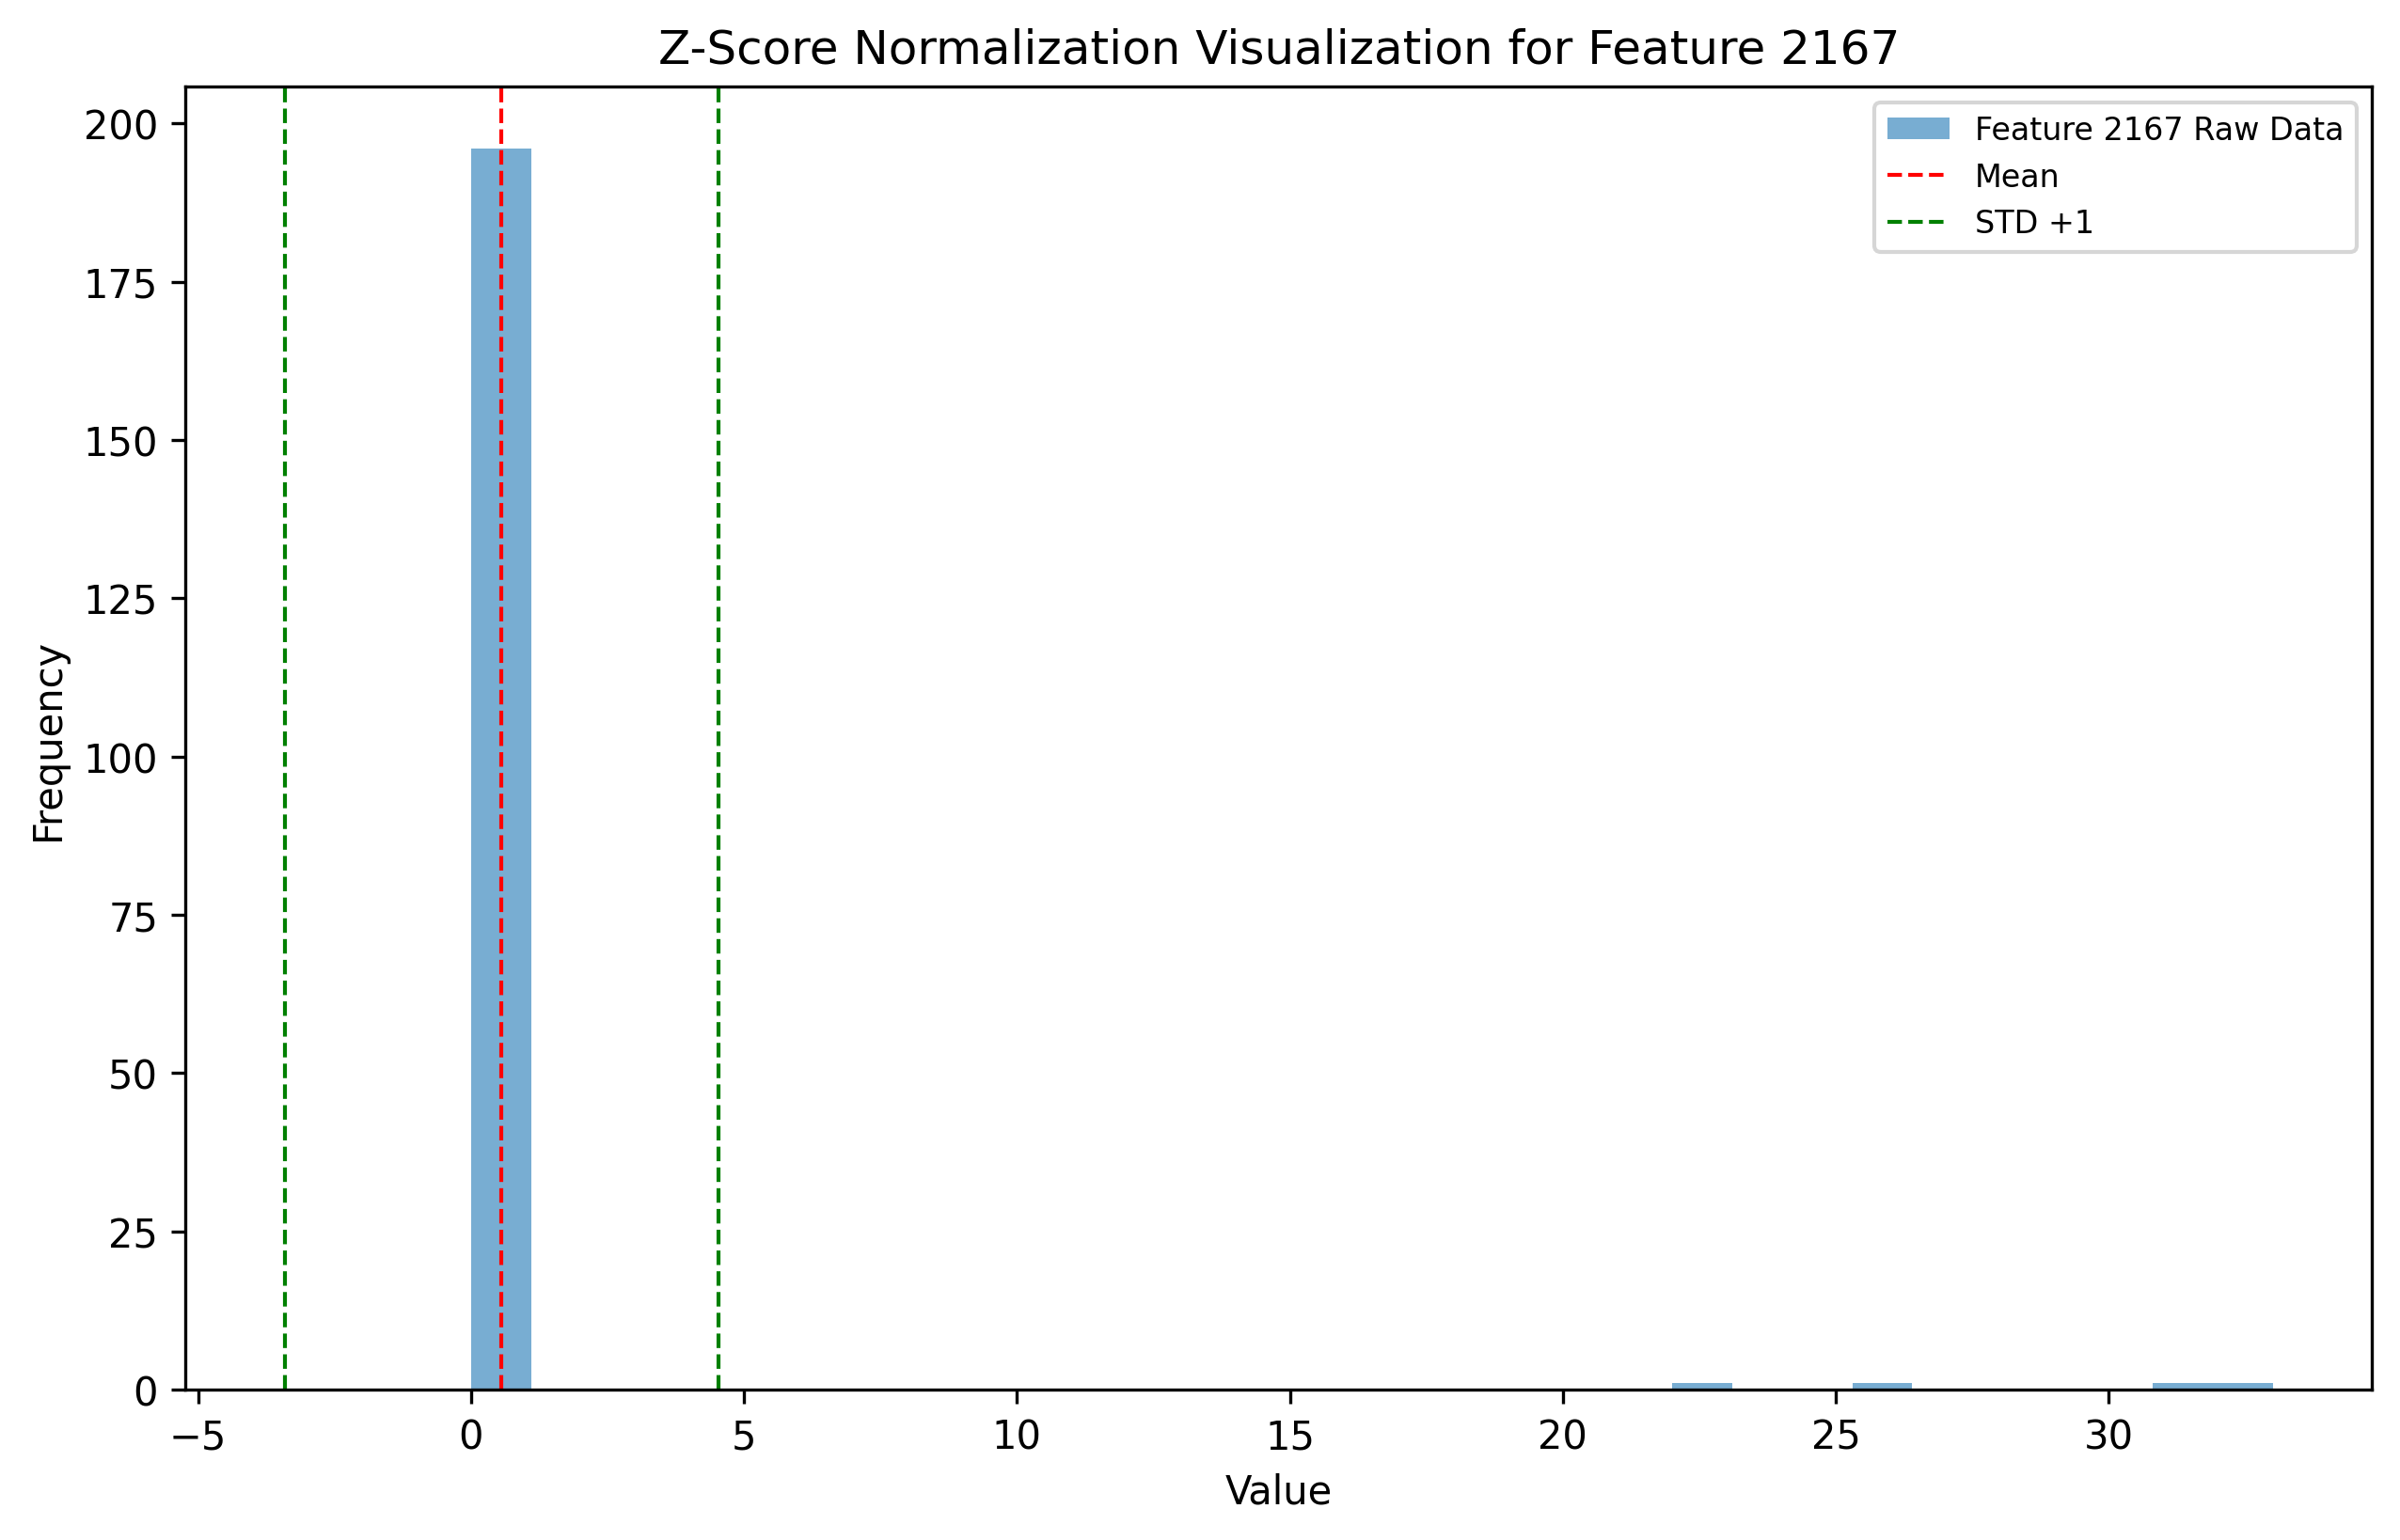 Z-Score Normalization Visualization for Feature 2167
Feature 2167 Raw Data
Mean
STD +1
Frequency
200
175
150
125
100
75
50
25
0
−5 0 5 10 15 20 25 30
Value